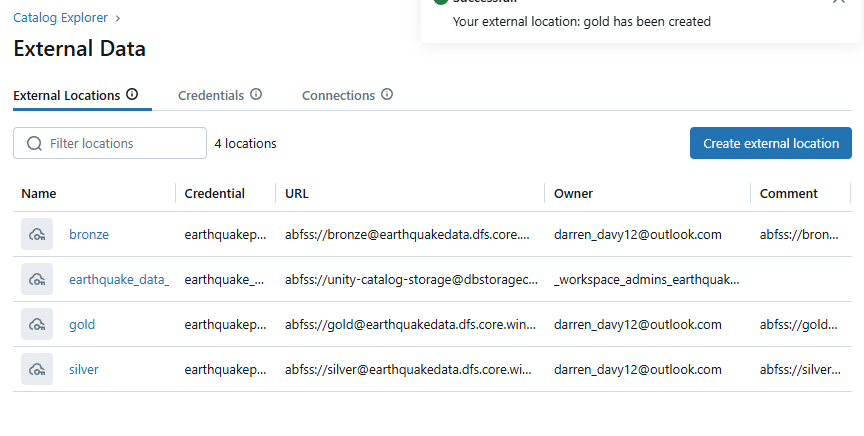 Catalog Explorer >
Your external location: gold has been created
External Data
External Locations
Credentials
Connections
Filter locations
4 locations
Create external location
Name Credential URL Owner Comment
bronze earthquakep... abfss://bronze@earthquakedata.dfs.core.... darren_davy12@outlook.com abfss://bron...
earthquake_data_ earthquake_... abfss://unity-catalog-storage@dbstoragec... _workspace_admins_earthquak...
gold earthquakep... abfss://gold@earthquakedata.dfs.core.win... darren_davy12@outlook.com abfss://gold...
silver earthquakep... abfss://silver@earthquakedata.dfs.core.wi... darren_davy12@outlook.com abfss://silver...